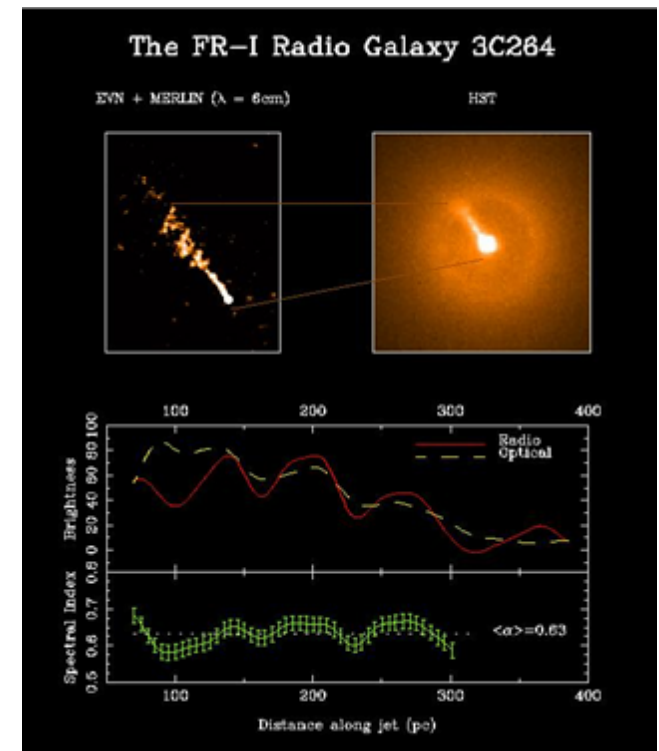 The FR-I Radio Galaxy 3C264
EVN + MERLIN (λ = 6cm)
HST
100 200 300 400
Brightness
100
80
60
40
20
0
Radio
Optical
Spectral Index
0.8
0.7
0.6
0.5
<α>=0.63
100 200 300 400
Distance along jet (pc)